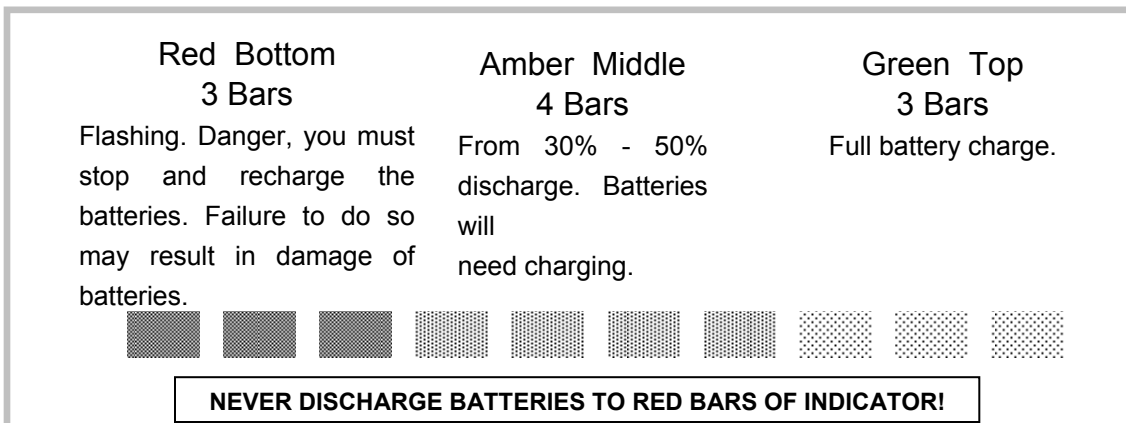 Red Bottom
3 Bars
Flashing. Danger, you must
stop and recharge the
batteries. Failure to do so
may result in damage of
batteries.
Amber Middle
4 Bars
From 30% - 50%
discharge. Batteries
will
need charging.
Green Top
3 Bars
Full battery charge.
NEVER DISCHARGE BATTERIES TO RED BARS OF INDICATOR!